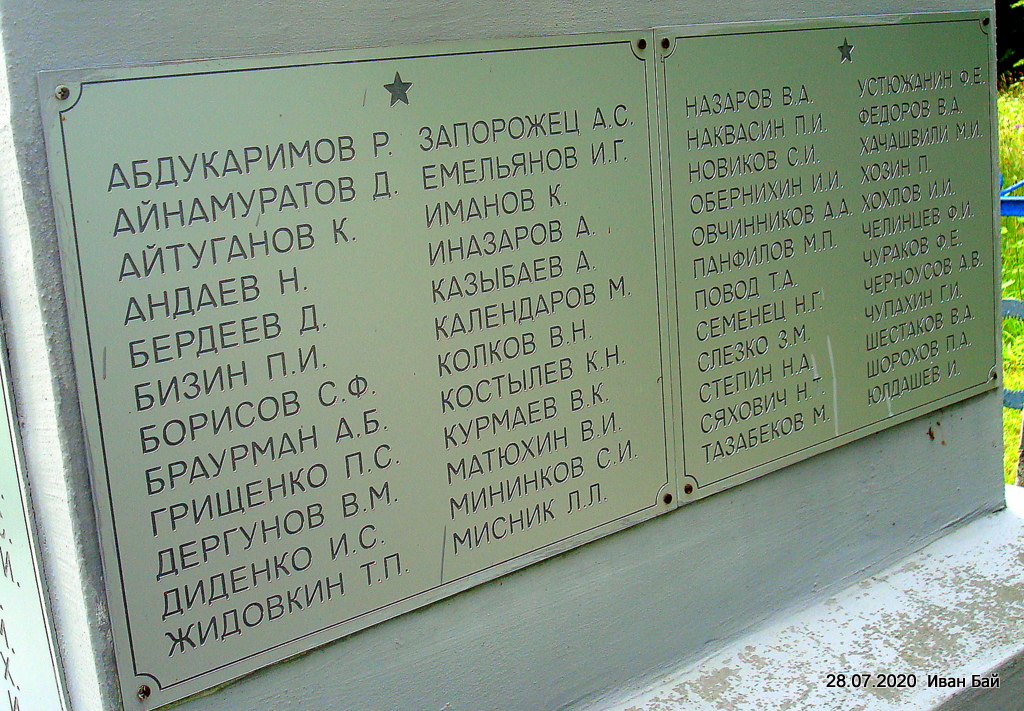 АБДУКАРИМОВ Р.
АЙНАМУРАТОВ Д.
АЙТУГАНОВ К.
АНДАЕВ Н.
БЕРДЕЕВ Д.
БИЗИН П.И.
БОРИСОВ С.Ф.
БРАУРМАН А.Б.
ГРИЩЕНКО П.С.
ДЕРГУНОВ В.М.
ДИДЕНКО И.С.
ЖИДОВКИН Т.П.
ЗАПОРОЖЕЦ А.С.
ЕМЕЛЬЯНОВ И.Г.
ИМАНОВ К.
ИНАЗАРОВ А.
КАЗЫБАЕВ А.
КАЛЕНДАРОВ М.
КОЛКОВ В.Н.
КОСТЫЛЕВ К.Н.
КУРМАЕВ В.К.
МАТЮХИН В.И.
МИНИНКОВ С.И.
МИСНИК Л.Л.
НАЗАРОВ В.А.
НАКВАСИН П.И.
НОВИКОВ С.И.
ОБЕРНИХИН И.И.
ОВЧИННИКОВ А.А.
ПАНФИЛОВ М.П.
ПОВОД Т.А.
СЕМЕНЕЦ Н.Г.
СЛЕЗКО З.М.
СТЕПИН Н.А.
СЯХОВИЧ Н.
ТАЗАБЕКОВ М.
УСТЮЖАНИН Ф.Е.
ФЕДОРОВ В.А.
ХАЧАШВИЛИ М.И.
ХОЗИН П.
ХОХЛОВ И.И.
ЧЕЛИНЦЕВ Ф.И.
ЧУРАКОВ Ф.Е.
ЧЕРНОУСОВ А.В.
ЧУПАХИН Г.И.
ШЕСТАКОВ В.А.
ШОРОХОВ П.А.
ЮЛДАШЕВ И.
28.07.2020 Иван Бай